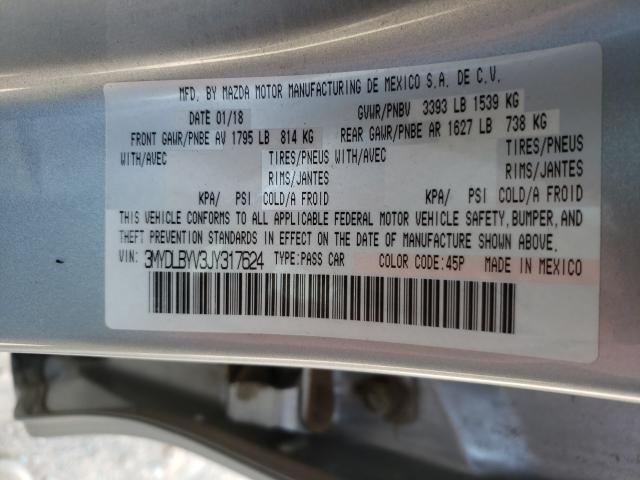 MFD. BY MAZDA MOTOR MANUFACTURING DE MEXICO S.A. DE C.V.
DATE 01/18 GVWR/PNBV 3393 LB 1539 KG
FRONT GAWR/PNBE AV 1795 LB 814 KG REAR GAWR/PNBE AR 1627 LB 738 KG
WITH/AVEC TIRES/PNEUS WITH/AVEC TIRES/PNEUS
RIMS/JANTES RIMS/JANTES
KPA/ PSI COLD/A FROID KPA/ PSI COLD/A FROID
THIS VEHICLE CONFORMS TO ALL APPLICABLE FEDERAL MOTOR VEHICLE SAFETY, BUMPER, AND
THEFT PREVENTION STANDARDS IN EFFECT ON THE DATE OF MANUFACTURE SHOWN ABOVE.
VIN: 3MYDLBYV3JY317624 TYPE:PASS CAR COLOR CODE:45P MADE IN MEXICO